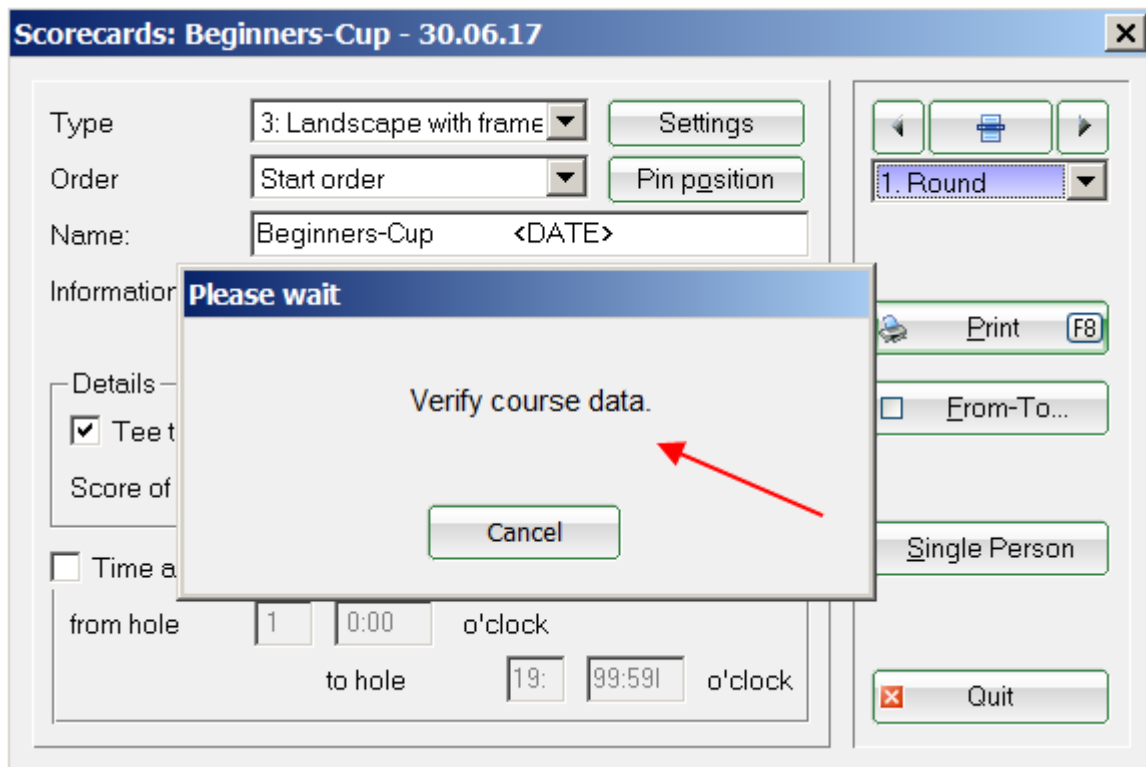 Scorecards: Beginners-Cup - 30.06.17
Type
3: Landscape with frame
Settings
Order
Start order
Pin position
1. Round
Name:
Beginners-Cup <DATE>
Information
Please wait
Verify course data.
Cancel
Details
Tee t
Score of
Time a
from hole
1
0:00
o'clock
to hole
19:
99:59
o'clock
Print
F8
From-To...
Single Person
Quit